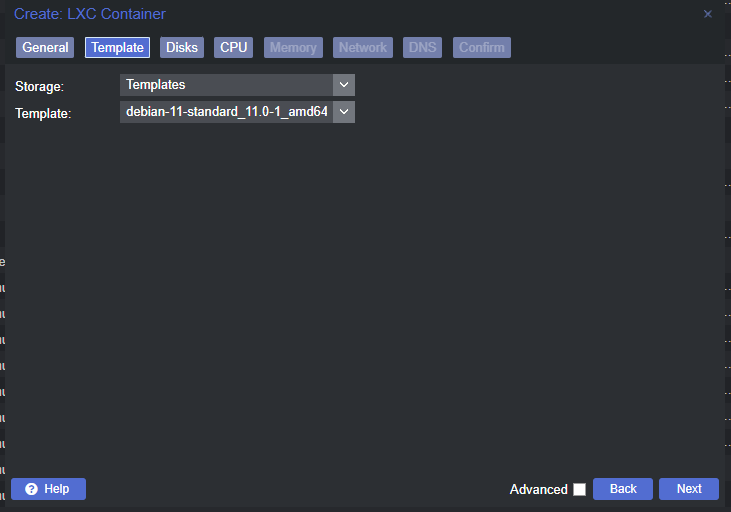 Create: LXC Container
General Template Disks CPU Memory Network DNS Confirm
Storage: Templates
Template: debian-11-standard_11.0-1_amd64
Help Advanced Back Next